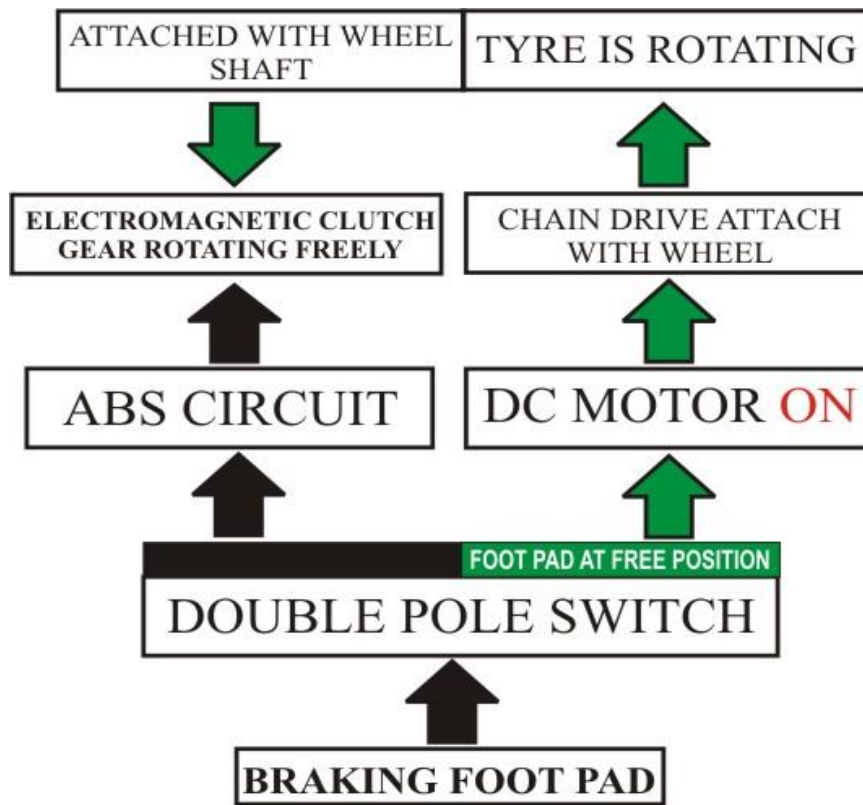 ATTACHED WITH WHEEL
SHAFT
TYRE IS ROTATING
ELECTROMAGNETIC CLUTCH
GEAR ROTATING FREELY
CHAIN DRIVE ATTACH
WITH WHEEL
ABS CIRCUIT
DC MOTOR ON
FOOT PAD AT FREE POSITION
DOUBLE POLE SWITCH
BRAKING FOOT PAD